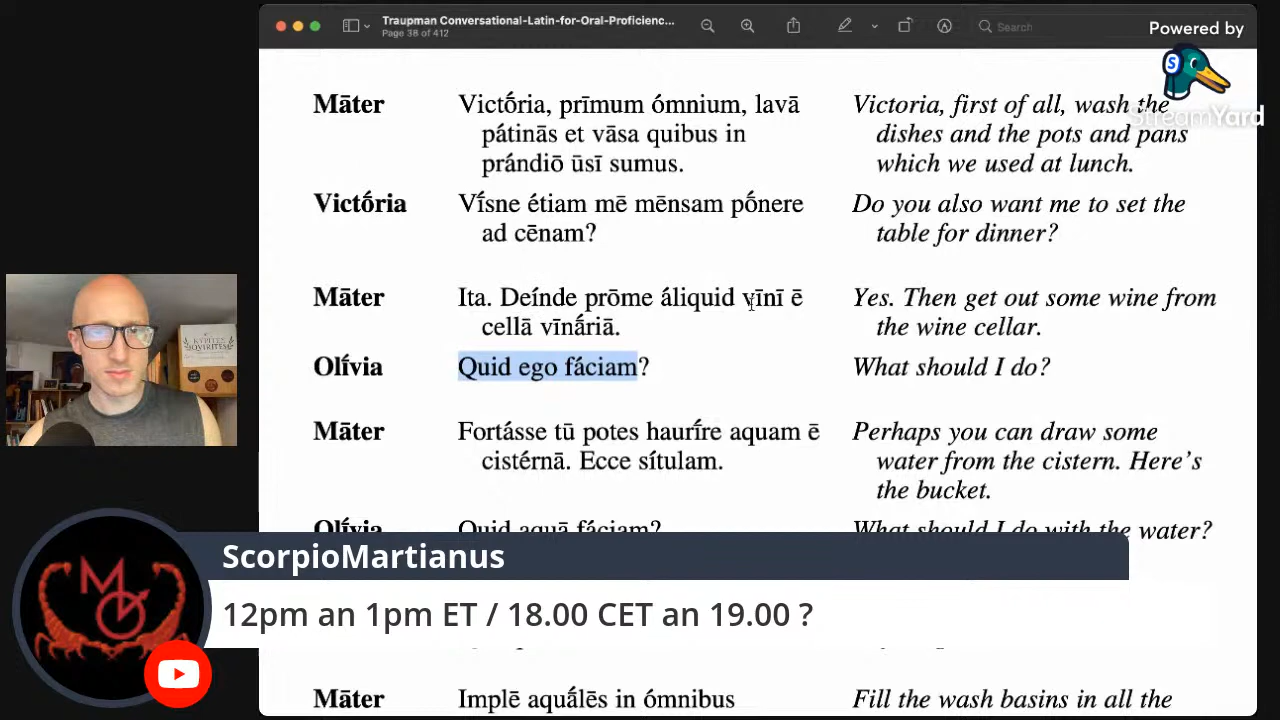 Traupman Conversational-Latin-for-Oral-Proficienc...
Page 38 of 412
Search
Powered by
StreamYard
Māter Victṓria, prīmum ómnium, lavā Victoria, first of all, wash the
pátinās et vāsa quibus in dishes and the pots and pans
prándiō ūsī sumus. which we used at lunch.
Victṓria Vī́sne étiam mē mēnsam pṓnere Do you also want me to set the
ad cēnam? table for dinner?
Māter Ita. Deínde prōme áliquid vīnī ē Yes. Then get out some wine from
cellā vīnā́riā. the wine cellar.
Olī́via Quid ego fáciam? What should I do?
Māter Fortásse tū potes haurī́re aquam ē Perhaps you can draw some
cistérnā. Ecce sítulam. water from the cistern. Here's
the bucket.
Olī́via Quid aquā fáciam? What should I do with the water?
ScorpioMartianus
12pm an 1pm ET / 18.00 CET an 19.00 ?
Māter Implē aquā́lēs in ómnibus Fill the wash basins in all the